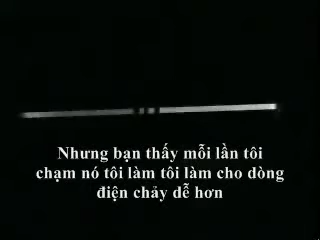 Nhưng bạn thấy mỗi lần tôi
chạm nó tôi làm tôi làm cho dòng
điện chảy dễ hơn